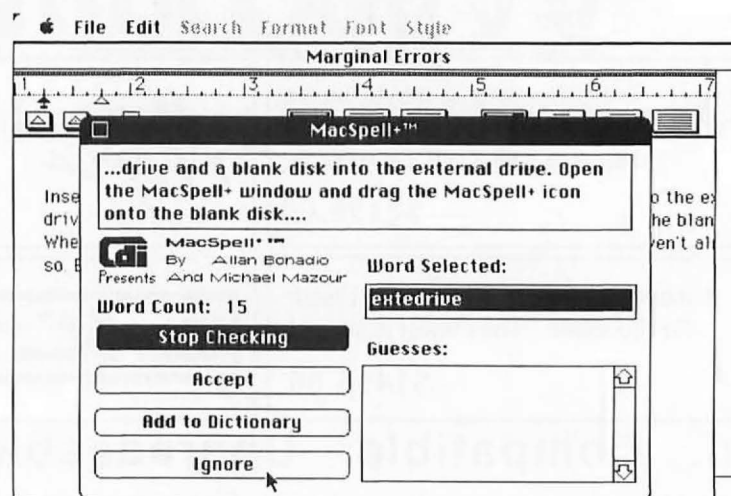 File Edit Search Format Font Style
Marginal Errors
1 2 3 4 5 6 7
MacSpell+™
...drive and a blank disk into the external drive. Open
the MacSpell+ window and drag the MacSpell+ icon
onto the blank disk....
Inse
o the ex
driv
he blan
Whe
ven't alr
so, E
Cdi
Presents
MacSpell+ ™
By Allan Bonadio
And Michael Mazour
Word Count: 15
Stop Checking
Accept
Add to Dictionary
Ignore
Word Selected:
extedrive
Guesses: